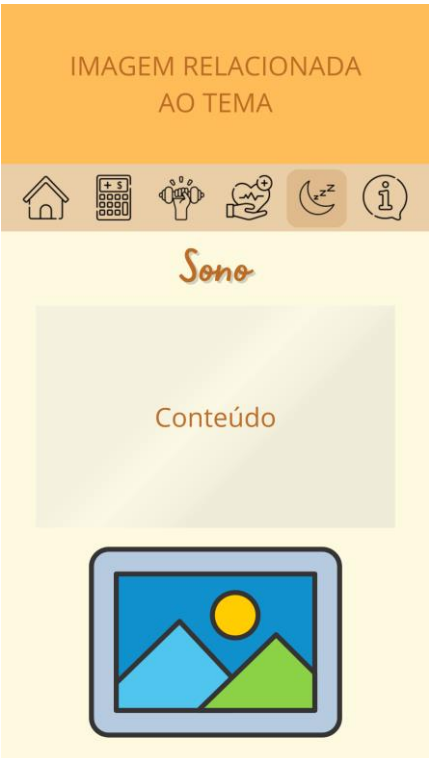 IMAGEM RELACIONADA
AO TEMA
+ $
z z Z
i
Sono
Conteúdo